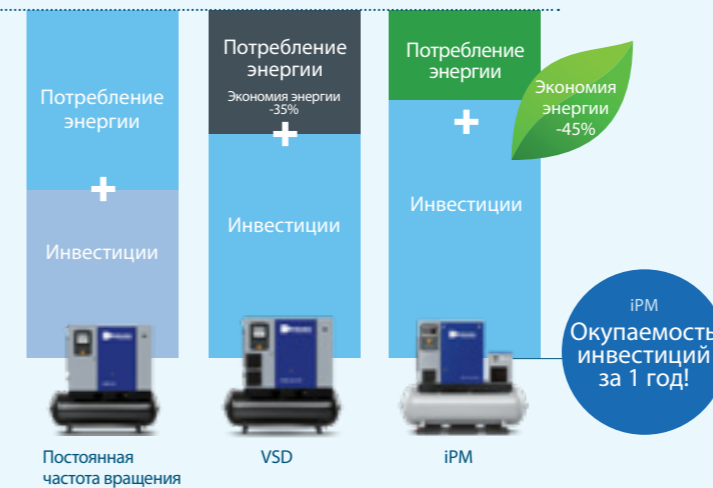 Потребление
энергии
Инвестиции
Потребление
энергии
Экономия энергии
-35%
Инвестиции
Потребление
энергии
Инвестиции
Экономия
энергии
-45%
iPM
Окупаемость
инвестиций
за 1 год!
Постоянная
частота вращения
VSD
iPM